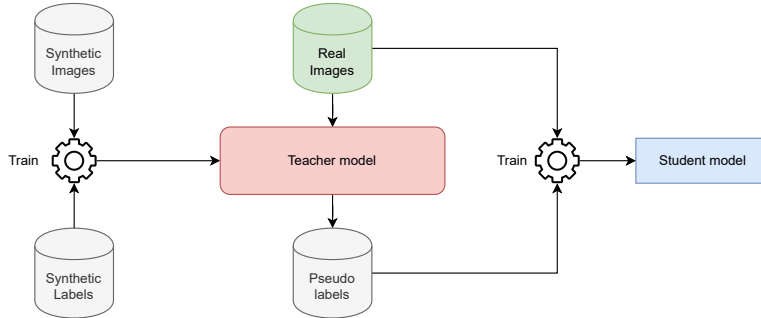 Synthetic
Images
Real
Images
Train
Teacher model
Train
Student model
Synthetic
Labels
Pseudo
labels